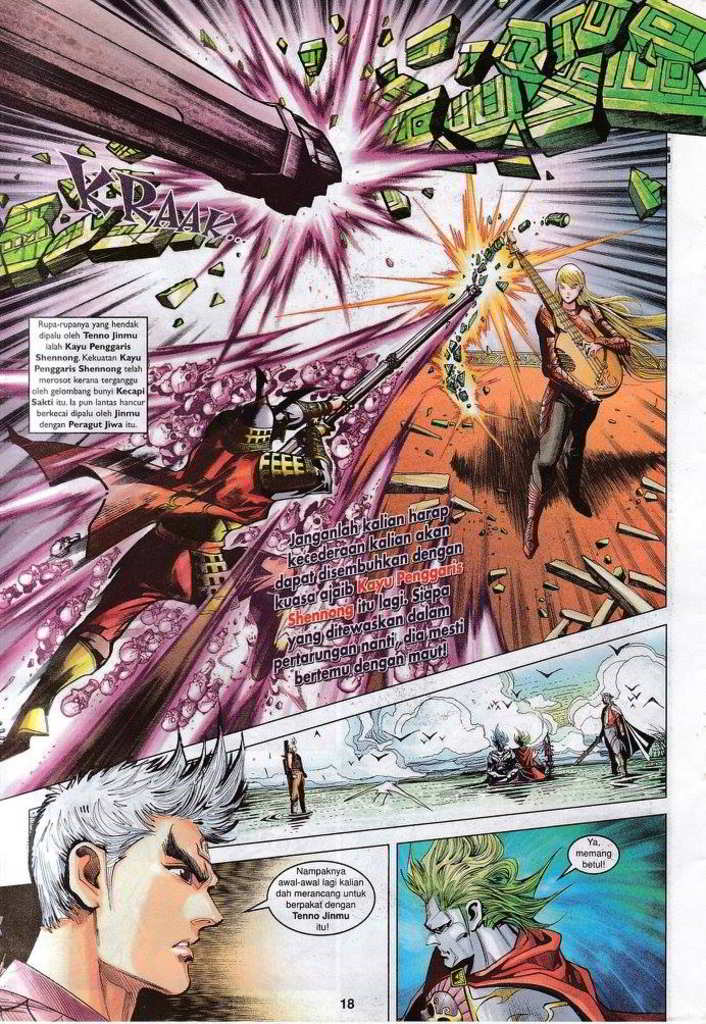 KRAAK...
Rupa-rupanya yang hendak
dipalu oleh Tenno Jinmu
ialah Kayu Penggaris
Shennong. Kekuatan Kayu
Penggaris Shennong telah
merosot kerana terganggu
oleh gelombang bunyi Kecapi
Sakti itu. Ia pun lantas hancur
berkecai dipalu oleh Jinmu
dengan Peragut Jiwa itu.
Janganlah kalian harap
kecederaan kalian akan
dapat disembuhkan dengan
kuasa ajaib Kayu Penggaris
Shennong itu lagi. Siapa
yang ditewaskan dalam
pertarungan nanti, dia mesti
bertemu dengan maut!
Nampaknya
awal-awal lagi kalian
dah merancang untuk
berpakat dengan
Tenno Jinmu
itu!
Ya,
memang
betul!
18